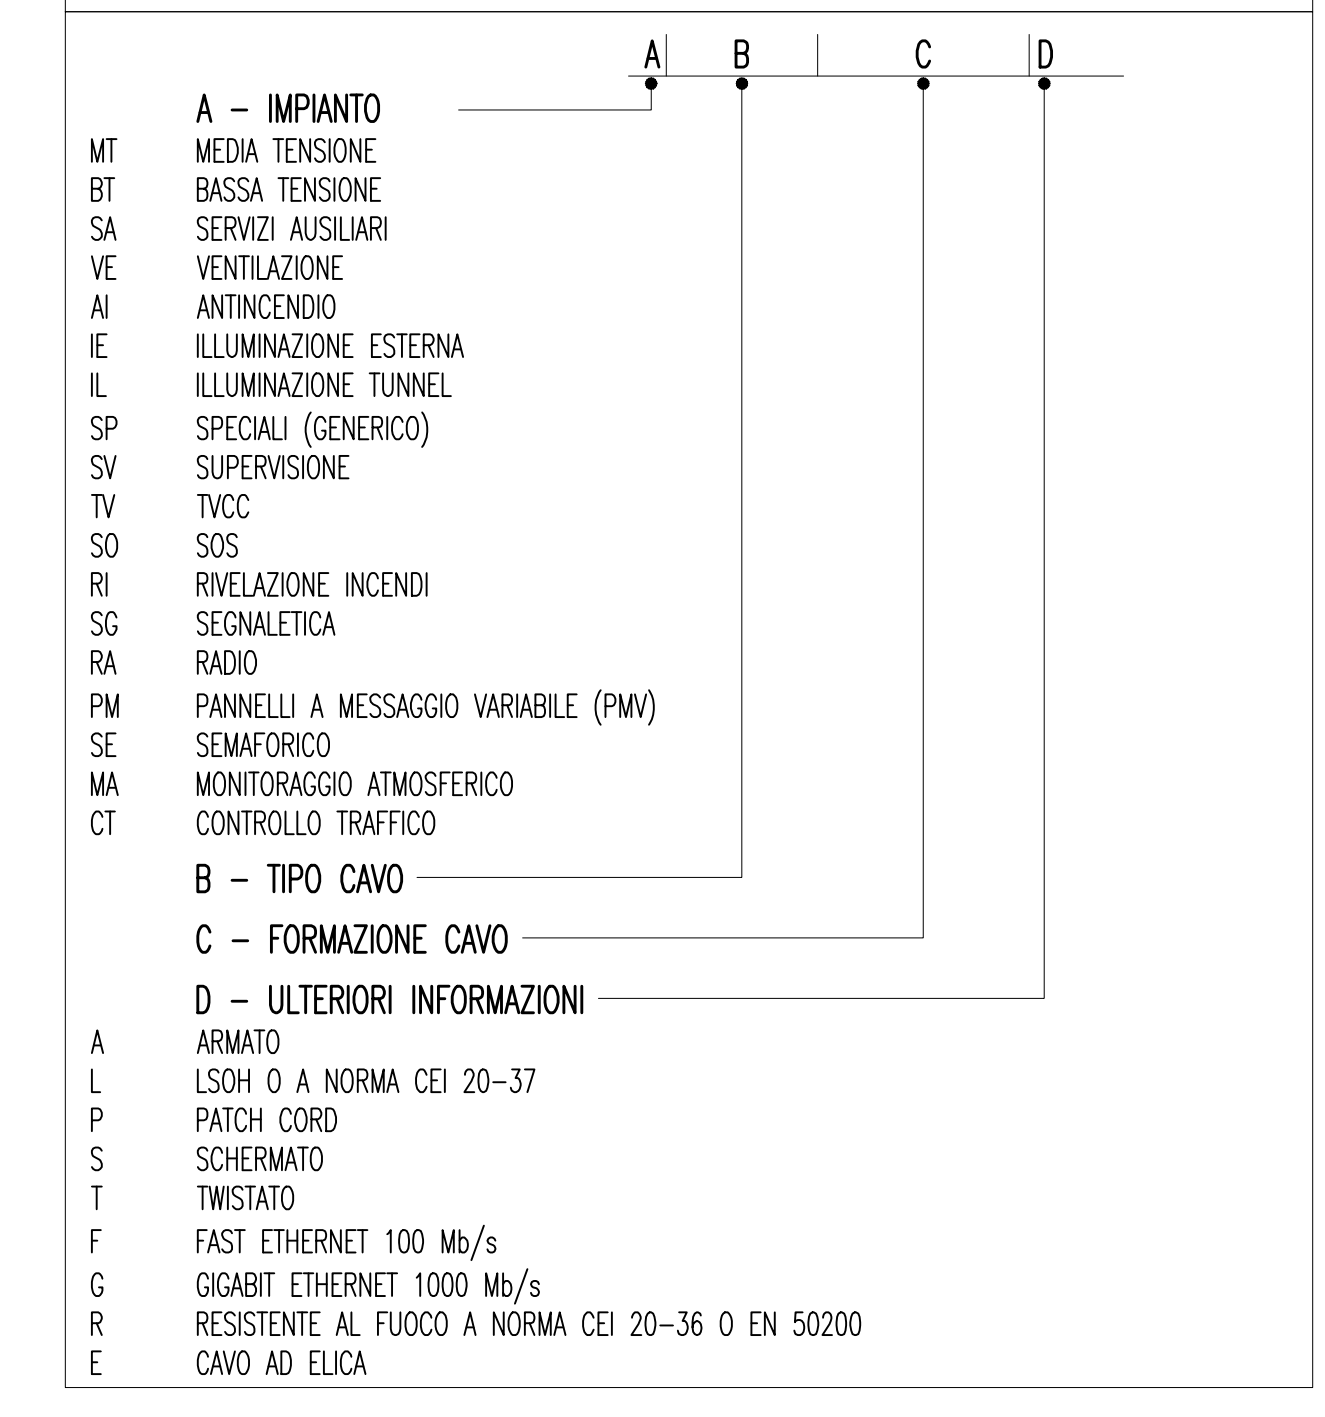 A B C D
A – IMPIANTO
MT MEDIA TENSIONE
BT BASSA TENSIONE
SA SERVIZI AUSILIARI
VE VENTILAZIONE
AI ANTINCENDIO
IE ILLUMINAZIONE ESTERNA
IL ILLUMINAZIONE TUNNEL
SP SPECIALI (GENERICO)
SV SUPERVISIONE
TV TVCC
SO SOS
RI RIVELAZIONE INCENDI
SG SEGNALETICA
RA RADIO
PM PANNELLI A MESSAGGIO VARIABILE (PMV)
SE SEMAFORICO
MA MONITORAGGIO ATMOSFERICO
CT CONTROLLO TRAFFICO
B – TIPO CAVO
C – FORMAZIONE CAVO
D – ULTERIORI INFORMAZIONI
A ARMATO
L LSOH O A NORMA CEI 20–37
P PATCH CORD
S SCHERMATO
T TWISTATO
F FAST ETHERNET 100 Mb/s
G GIGABIT ETHERNET 1000 Mb/s
R RESISTENTE AL FUOCO A NORMA CEI 20–36 O EN 50200
E CAVO AD ELICA